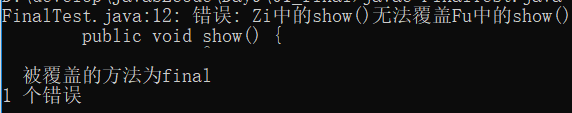 FinalTest.java:12: 错误: Zi中的show()无法覆盖Fu中的show()
public void show() {
被覆盖的方法为final
1 个错误